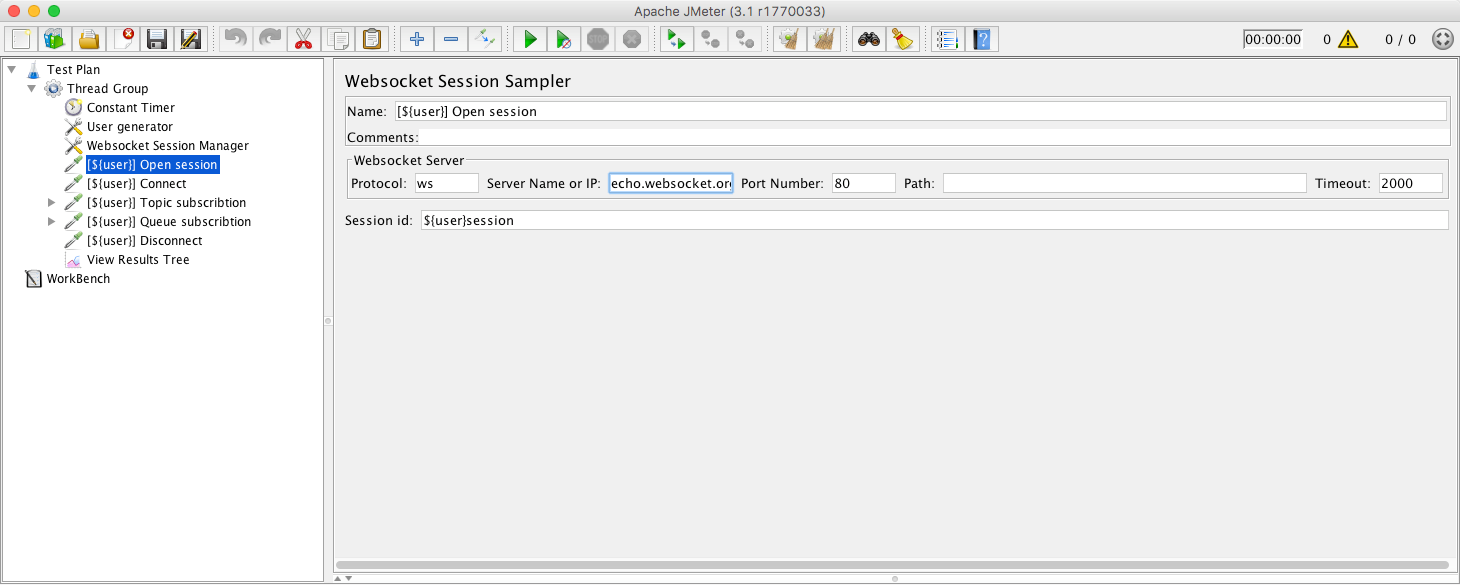 Apache JMeter (3.1 r1770033)
00:00:00 0 0 / 0
Test Plan
Thread Group
Constant Timer
User generator
Websocket Session Manager
[${user}] Open session
[${user}] Connect
[${user}] Topic subscribtion
[${user}] Queue subscribtion
[${user}] Disconnect
View Results Tree
WorkBench
Websocket Session Sampler
Name: [${user}] Open session
Comments:
Websocket Server
Protocol: ws Server Name or IP: echo.websocket.org Port Number: 80 Path: Timeout: 2000
Session id: ${user}session